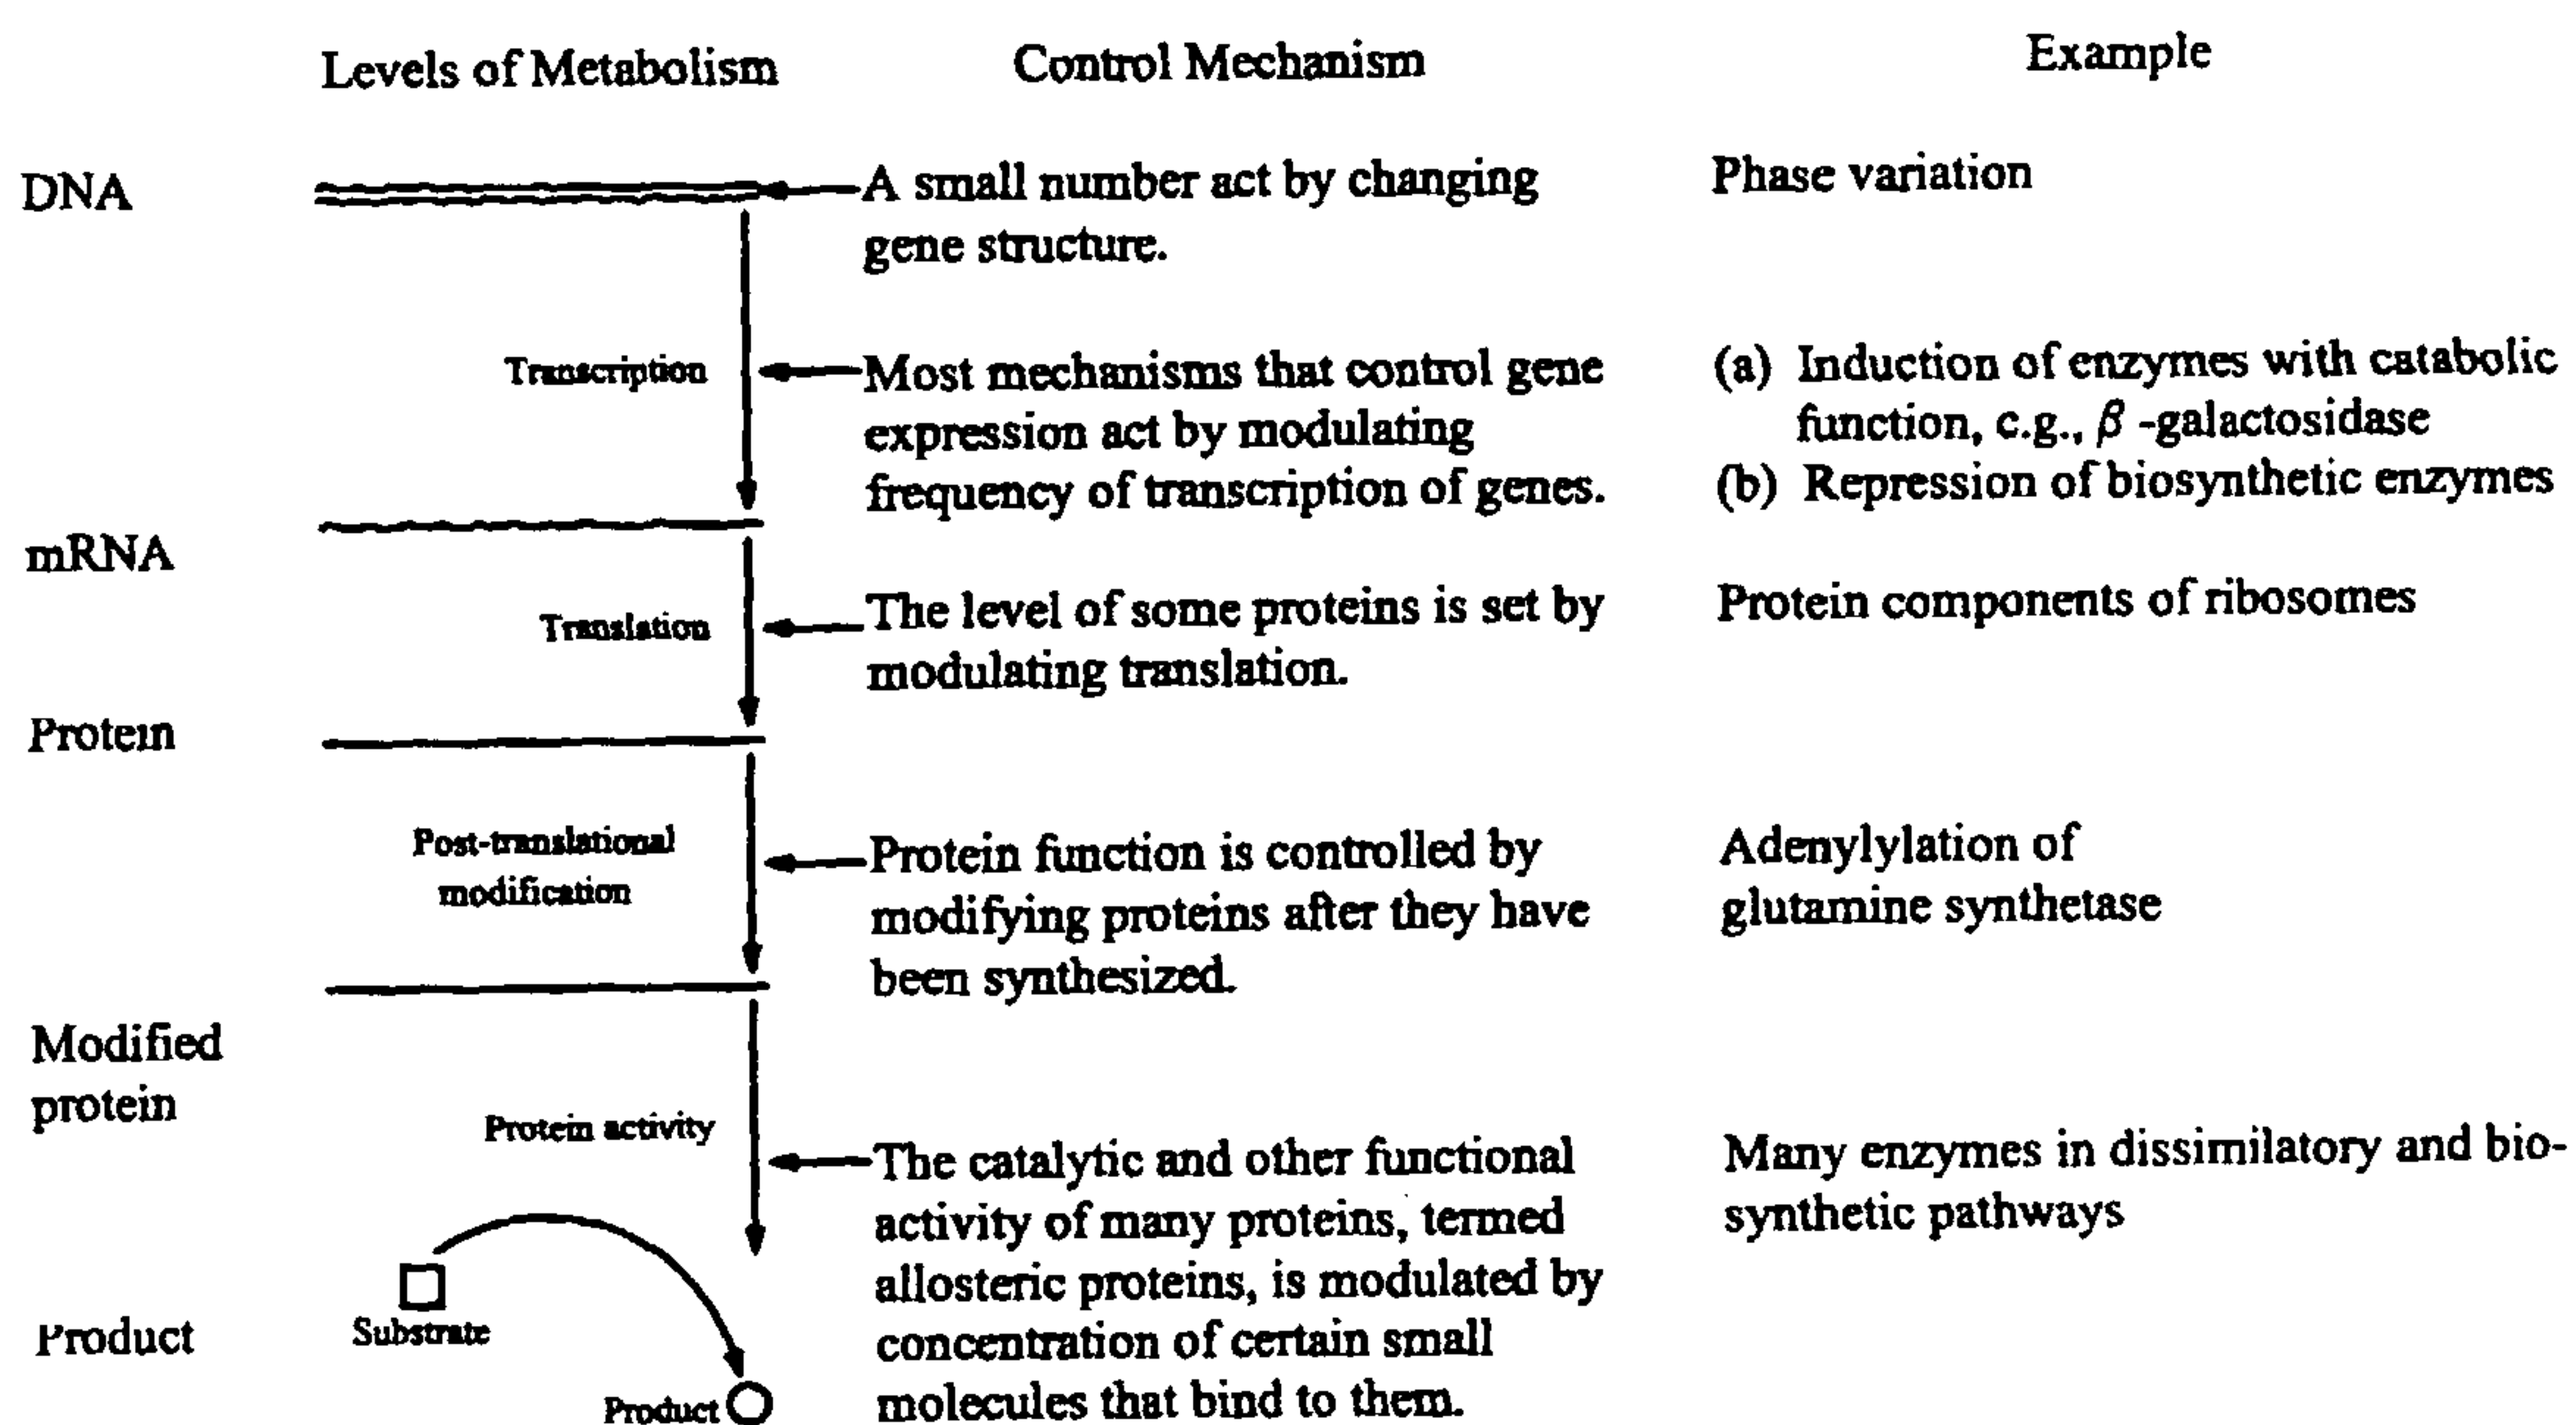 Levels of Metabolism
Control Mechanism
Example
DNA
A small number act by changing
gene structure.
Phase variation
Transcription
Most mechanisms that control gene
expression act by modulating
frequency of transcription of genes.
(a) Induction of enzymes with catabolic
function, e.g., β -galactosidase
(b) Repression of biosynthetic enzymes
mRNA
Translation
The level of some proteins is set by
modulating translation.
Protein components of ribosomes
Protein
Post-translational
modification
Protein function is controlled by
modifying proteins after they have
been synthesized.
Adenylylation of
glutamine synthetase
Modified
protein
Protein activity
The catalytic and other functional
activity of many proteins, termed
allosteric proteins, is modulated by
concentration of certain small
molecules that bind to them.
Many enzymes in dissimilatory and bio-
synthetic pathways
Product
Substrate
Product